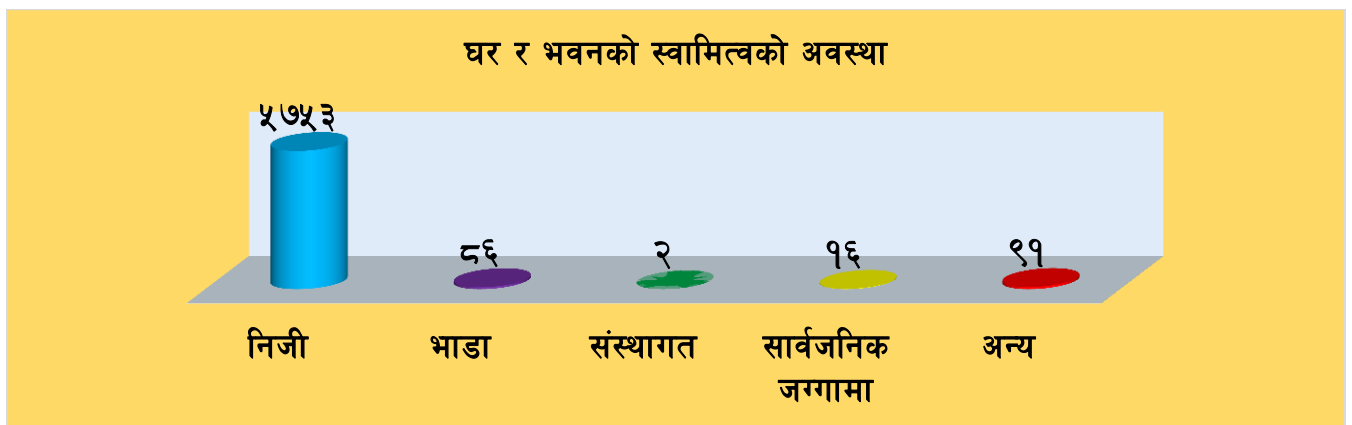 घर र भवनको स्वामित्वको अवस्था
५७५३
८६
२
१६
९१
निजी
भाडा
संस्थागत
सार्वजनिक
जग्गामा
अन्य